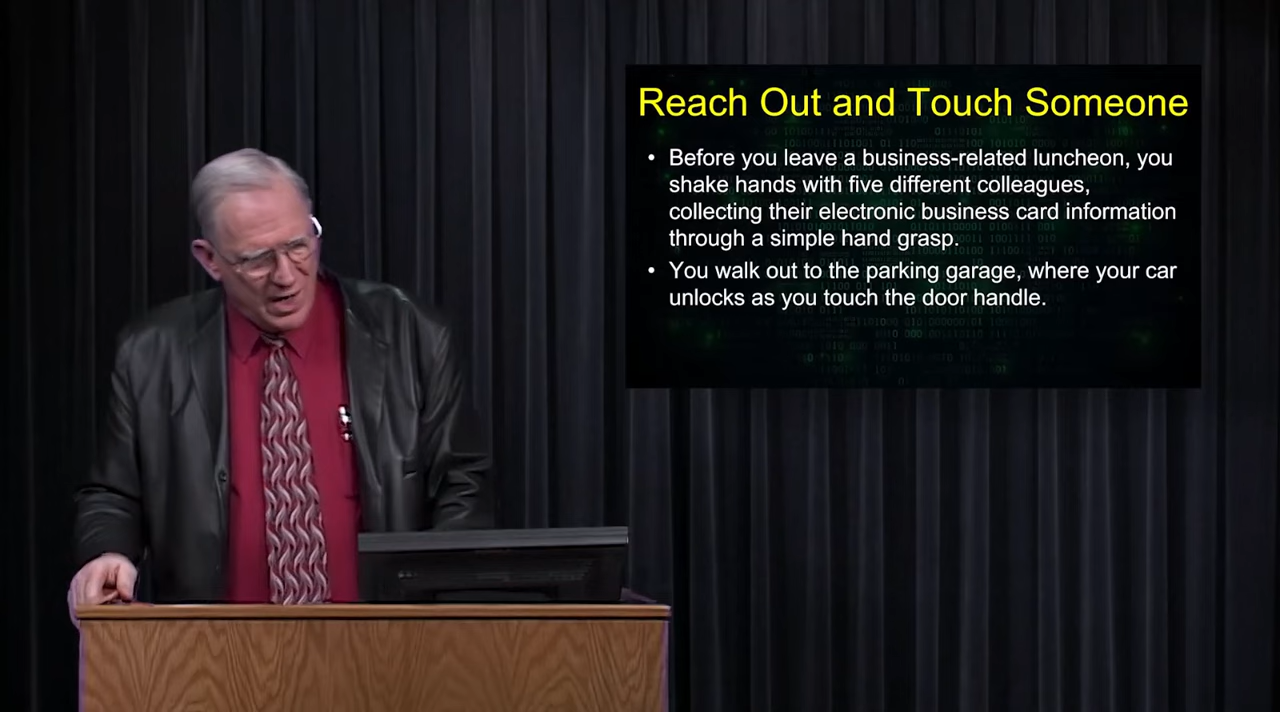 Reach Out and Touch Someone
• Before you leave a business-related luncheon, you
shake hands with five different colleagues,
collecting their electronic business card information
through a simple hand grasp.
• You walk out to the parking garage, where your car
unlocks as you touch the door handle.